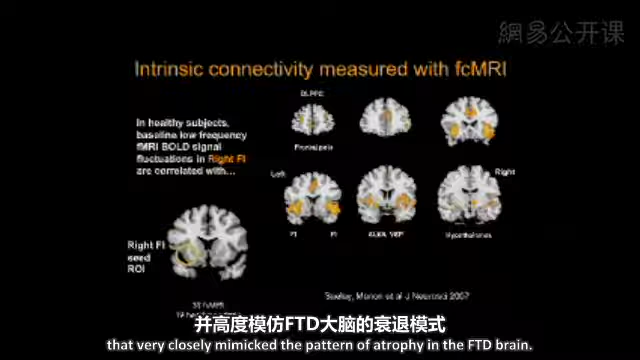 網易公开课
Intrinsic connectivity measured with fcMRI
DLPFC
In healthy subjects,
baseline low frequency
fMRI BOLD signal
fluctuations in Right FI
are correlated with...
Frontal pole
Left
Right
FI
FI
Hypothalamus
Right FI
seed
ROI
Seeley, Menon et al J Neurosci 2007
并高度模仿FTD大脑的衰退模式
that very closely mimicked the pattern of atrophy in the FTD brain.